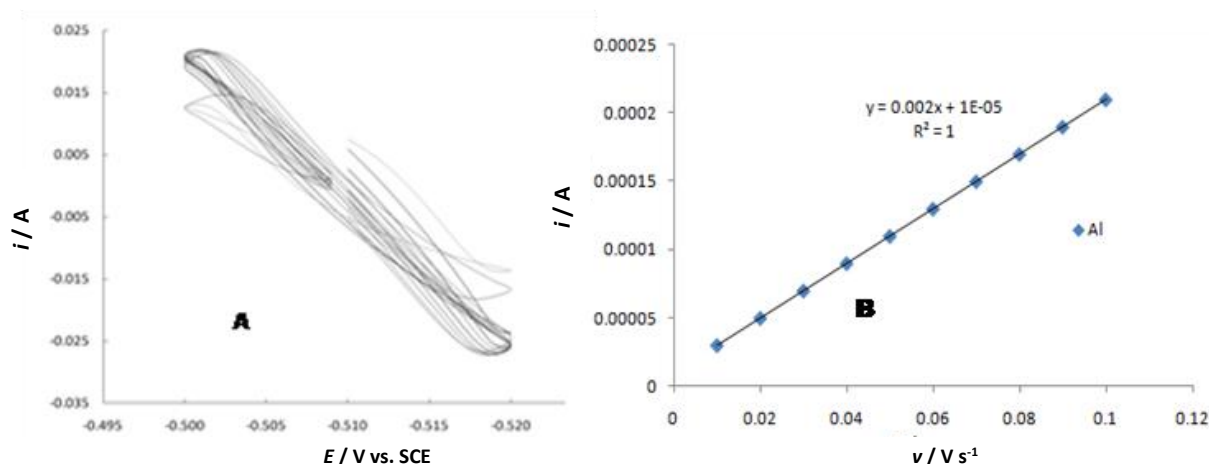 0.025
0.015
0.005
-0.005
-0.015
-0.025
-0.035
i / A
A
-0.495 -0.500 -0.505 -0.510 -0.515 -0.520
E / V vs. SCE
0.00025
0.0002
0.00015
0.0001
0.00005
0
i / A
y = 0.002x + 1E-05
R² = 1
Al
B
0 0.02 0.04 0.06 0.08 0.1 0.12
v / V s⁻¹